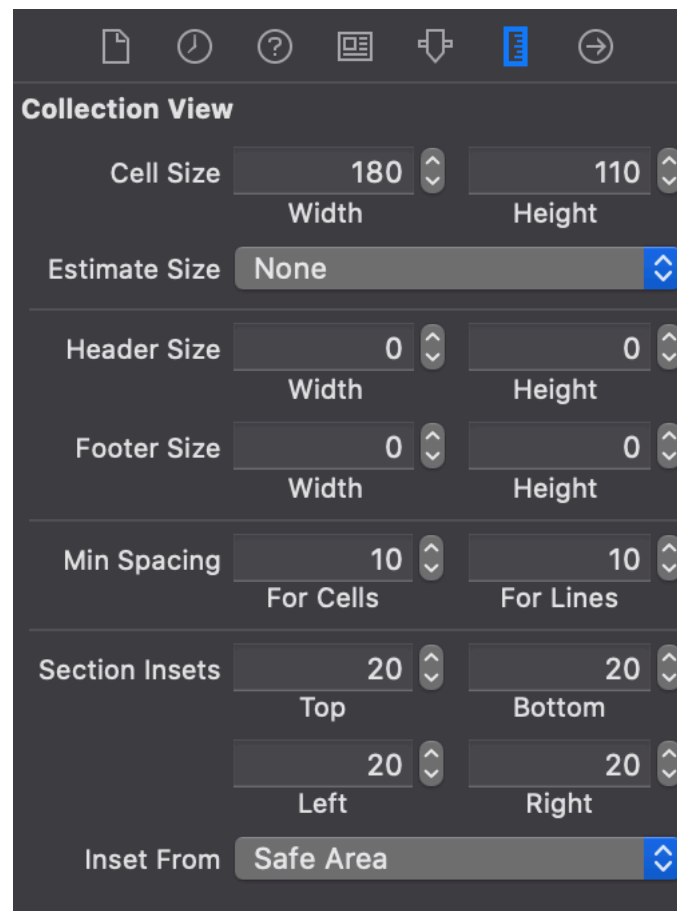 Collection View
Cell Size 180 110
Width Height
Estimate Size None
Header Size 0 0
Width Height
Footer Size 0 0
Width Height
Min Spacing 10 10
For Cells For Lines
Section Insets 20 20
Top Bottom
20 20
Left Right
Inset From Safe Area